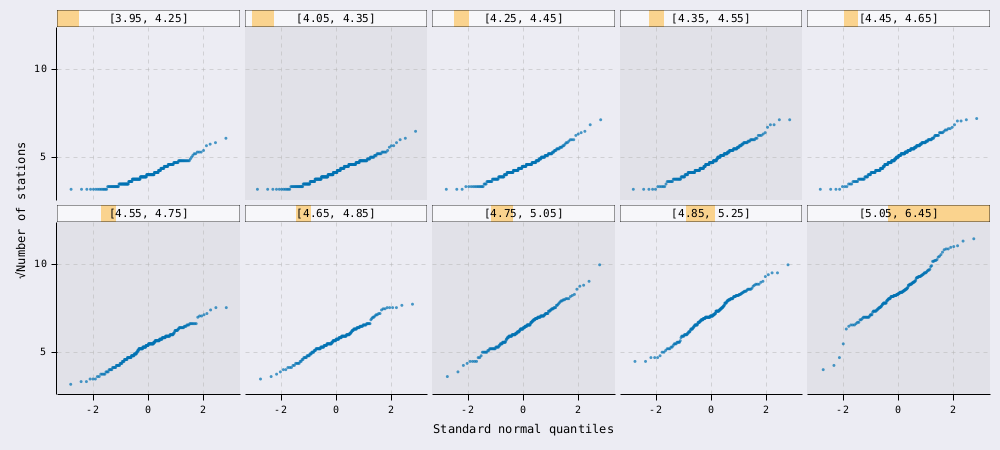 [3.95, 4.25] [4.05, 4.35] [4.25, 4.45] [4.35, 4.55] [4.45, 4.65]
10
5
[4.55, 4.75] [4.65, 4.85] [4.75, 5.05] [4.85, 5.25] [5.05, 6.45]
10
5
√Number of stations
-2 0 2 -2 0 2 -2 0 2 -2 0 2 -2 0 2
Standard normal quantiles